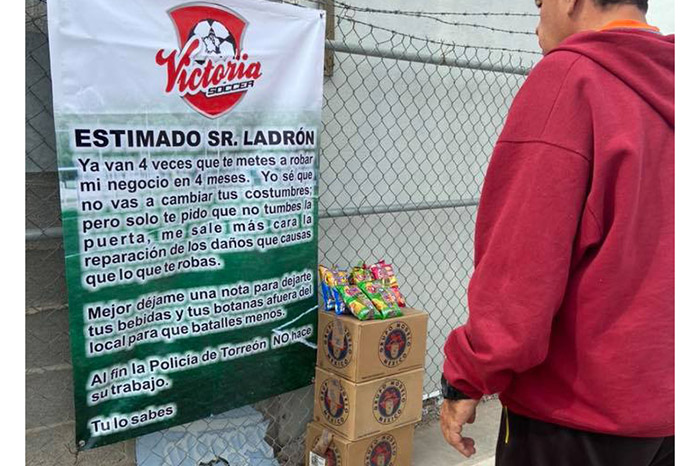 Victoria
SOCCER
ESTIMADO SR. LADRÓN
Ya van 4 veces que te metes a robar
mi negocio en 4 meses. Yo sé que
no vas a cambiar tus costumbres;
pero solo te pido que no tumbes la
puerta, me sale más cara la
reparación de los daños que causas
que lo que te robas.
Mejor déjame una nota para dejarte
tus bebidas y tus botanas afuera del
local para que batalles menos.
Al fin la Policia de Torreón NO hace
su trabajo.
Tu lo sabes